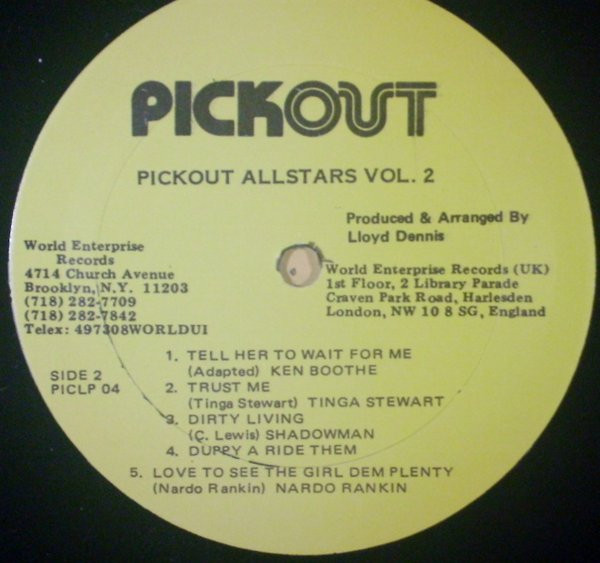 PICKOUT
PICKOUT ALLSTARS VOL. 2
Produced & Arranged By
Lloyd Dennis
World Enterprise
Records
4714 Church Avenue
Brooklyn, N.Y. 11203
(718) 282-7709
(718) 282-7842
Telex: 497308WORLDUI
World Enterprise Records (UK)
1st Floor, 2 Library Parade
Craven Park Road, Harlesden
London, NW 10 8 SG, England
SIDE 2
PICLP 04
1. TELL HER TO WAIT FOR ME
(Adapted) KEN BOOTHE
2. TRUST ME
(Tinga Stewart) TINGA STEWART
3. DIRTY LIVING
(C. Lewis) SHADOWMAN
4. DUPPY A RIDE THEM
5. LOVE TO SEE THE GIRL DEM PLENTY
(Nardo Rankin) NARDO RANKIN